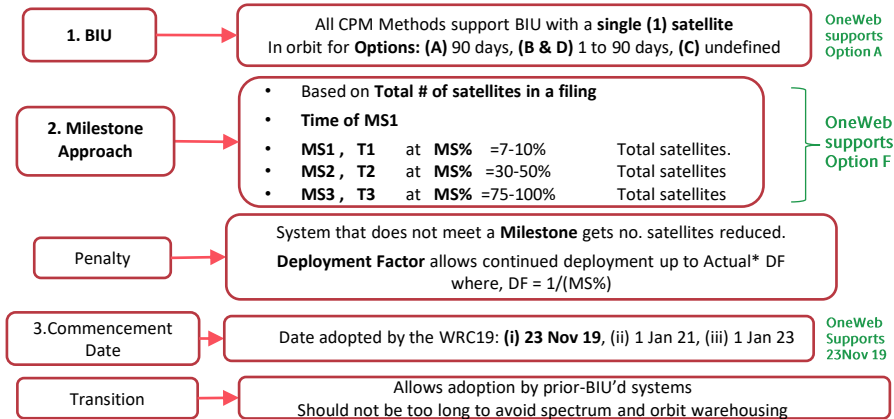 1. BIU
All CPM Methods support BIU with a single (1) satellite
In orbit for Options: (A) 90 days, (B & D) 1 to 90 days, (C) undefined
OneWeb
supports
Option A
2. Milestone
Approach
• Based on Total # of satellites in a filing
• Time of MS1
• MS1 , T1 at MS% =7-10% Total satellites.
• MS2 , T2 at MS% =30-50% Total satellites
• MS3 , T3 at MS% =75-100% Total satellites
OneWeb
supports
Option F
Penalty
System that does not meet a Milestone gets no. satellites reduced.
Deployment Factor allows continued deployment up to Actual* DF
where, DF = 1/(MS%)
3.Commencement
Date
Date adopted by the WRC19: (i) 23 Nov 19, (ii) 1 Jan 21, (iii) 1 Jan 23
OneWeb
Supports
23Nov 19
Transition
Allows adoption by prior-BIU'd systems
Should not be too long to avoid spectrum and orbit warehousing